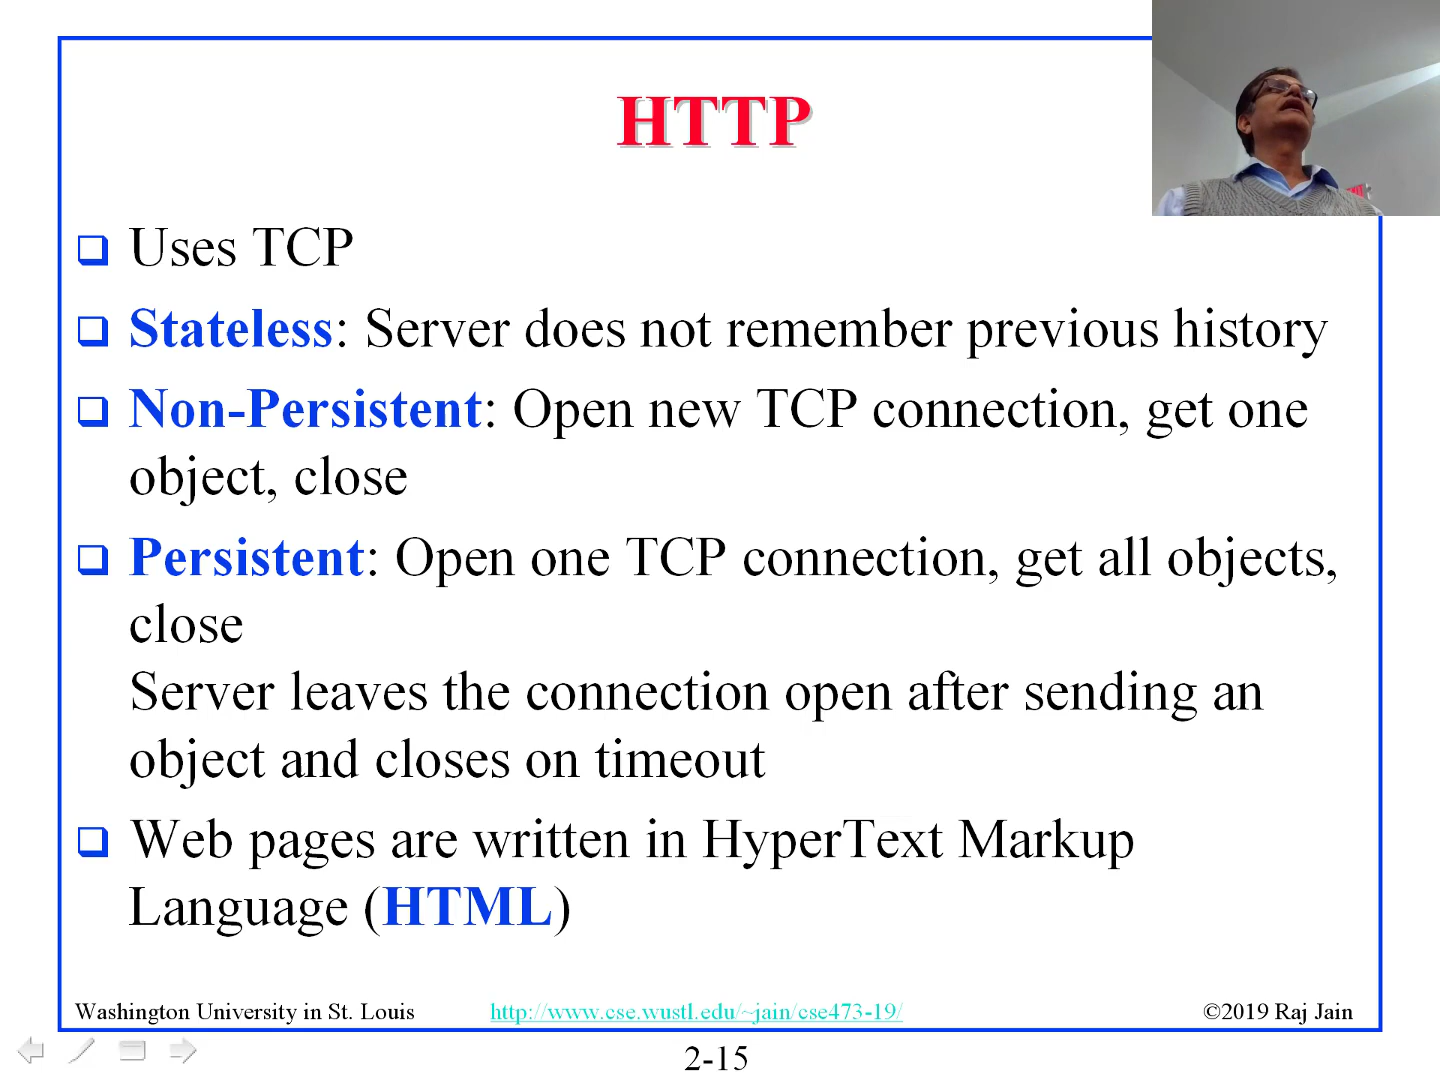 HTTP
Uses TCP
Stateless: Server does not remember previous history
Non-Persistent: Open new TCP connection, get one
object, close
Persistent: Open one TCP connection, get all objects,
close
Server leaves the connection open after sending an
object and closes on timeout
Web pages are written in HyperText Markup
Language (HTML)
Washington University in St. Louis
http://www.cse.wustl.edu/~jain/cse473-19/
©2019 Raj Jain
2-15